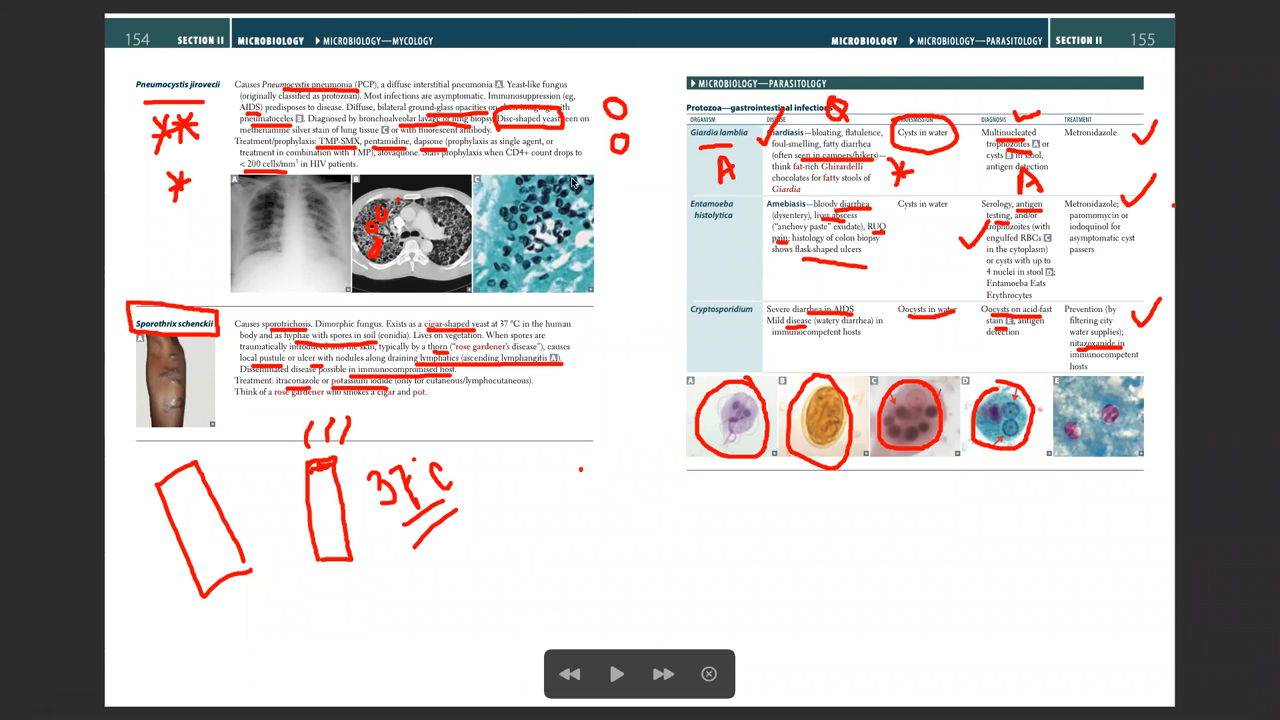 154 SECTION II MICROBIOLOGY ▶ MICROBIOLOGY—MYCOLOGY
Pneumocystis jirovecii
Causes Pneumocystis pneumonia (PCP), a diffuse interstitial pneumonia A. Yeast-like fungus
(originally classified as protozoan). Most infections are asymptomatic. Immunosuppression (eg,
AIDS) predisposes to disease. Diffuse, bilateral ground-glass opacities on chest imaging, with
pneumatoceles B. Diagnosed by bronchoalveolar lavage or lung biopsy. Disc-shaped yeast seen on
methenamine silver stain of lung tissue C or with fluorescent antibody.
Treatment/prophylaxis: TMP-SMX, pentamidine, dapsone (prophylaxis as single agent, or
treatment in combination with TMP), atovaquone. Start prophylaxis when CD4+ count drops to
< 200 cells/mm³ in HIV patients.
A B C
Sporothrix schenckii
Causes sporotrichosis. Dimorphic fungus. Exists as a cigar-shaped yeast at 37 °C in the human
body and as hyphae with spores in soil (conidia). Lives on vegetation. When spores are
traumatically introduced into the skin, typically by a thorn ("rose gardener's disease"), causes
local pustule or ulcer with nodules along draining lymphatics (ascending lymphangitis A).
Disseminated disease possible in immunocompromised host.
Treatment: itraconazole or potassium iodide (only for cutaneous/lymphocutaneous).
Think of a rose gardener who smokes a cigar and pot.
A
37°C
MICROBIOLOGY ▶ MICROBIOLOGY—PARASITOLOGY SECTION II 155
▶ MICROBIOLOGY—PARASITOLOGY
Protozoa—gastrointestinal infections
ORGANISM DISEASE TRANSMISSION DIAGNOSIS TREATMENT
Giardia lamblia
Giardiasis—bloating, flatulence,
foul-smelling, fatty diarrhea
(often seen in campers/hikers)—
think fat-rich Ghirardelli
chocolates for fatty stools of
Giardia
A
Cysts in water
Multinucleated
trophozoites A or
cysts B in stool,
antigen detection
A
Metronidazole
Entamoeba
histolytica
Amebiasis—bloody diarrhea
(dysentery), liver abscess
("anchovy paste" exudate), RUQ
pain; histology of colon biopsy
shows flask-shaped ulcers
Cysts in water
Serology, antigen
testing, and/or
trophozoites (with
engulfed RBCs C
in the cytoplasm)
or cysts with up to
4 nuclei in stool D;
Entamoeba Eats
Erythrocytes
Metronidazole;
paromomycin or
iodoquinol for
asymptomatic cyst
passers
Cryptosporidium
Severe diarrhea in AIDS
Mild disease (watery diarrhea) in
immunocompetent hosts
Oocysts in water
Oocysts on acid-fast
stain E, antigen
detection
Prevention (by
filtering city
water supplies);
nitazoxanide in
immunocompetent
hosts
A B C D E